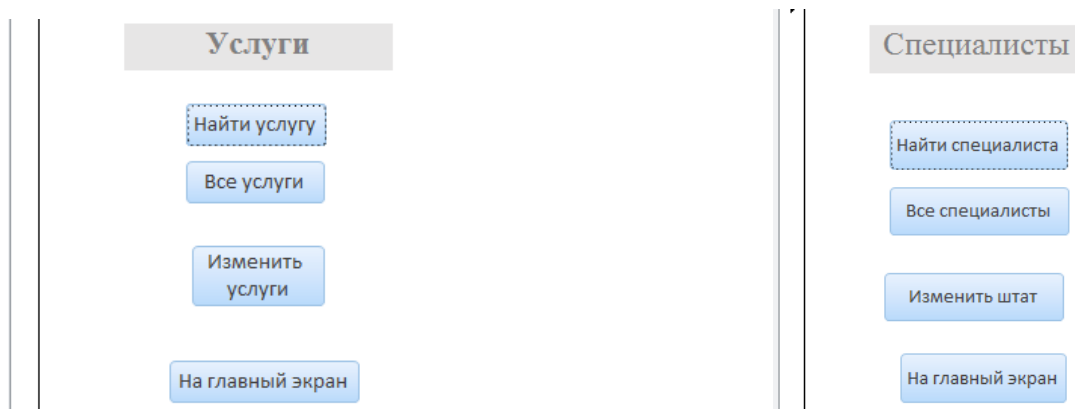 Услуги
Найти услугу
Все услуги
Изменить
услуги
На главный экран
Специалисты
Найти специалиста
Все специалисты
Изменить штат
На главный экран